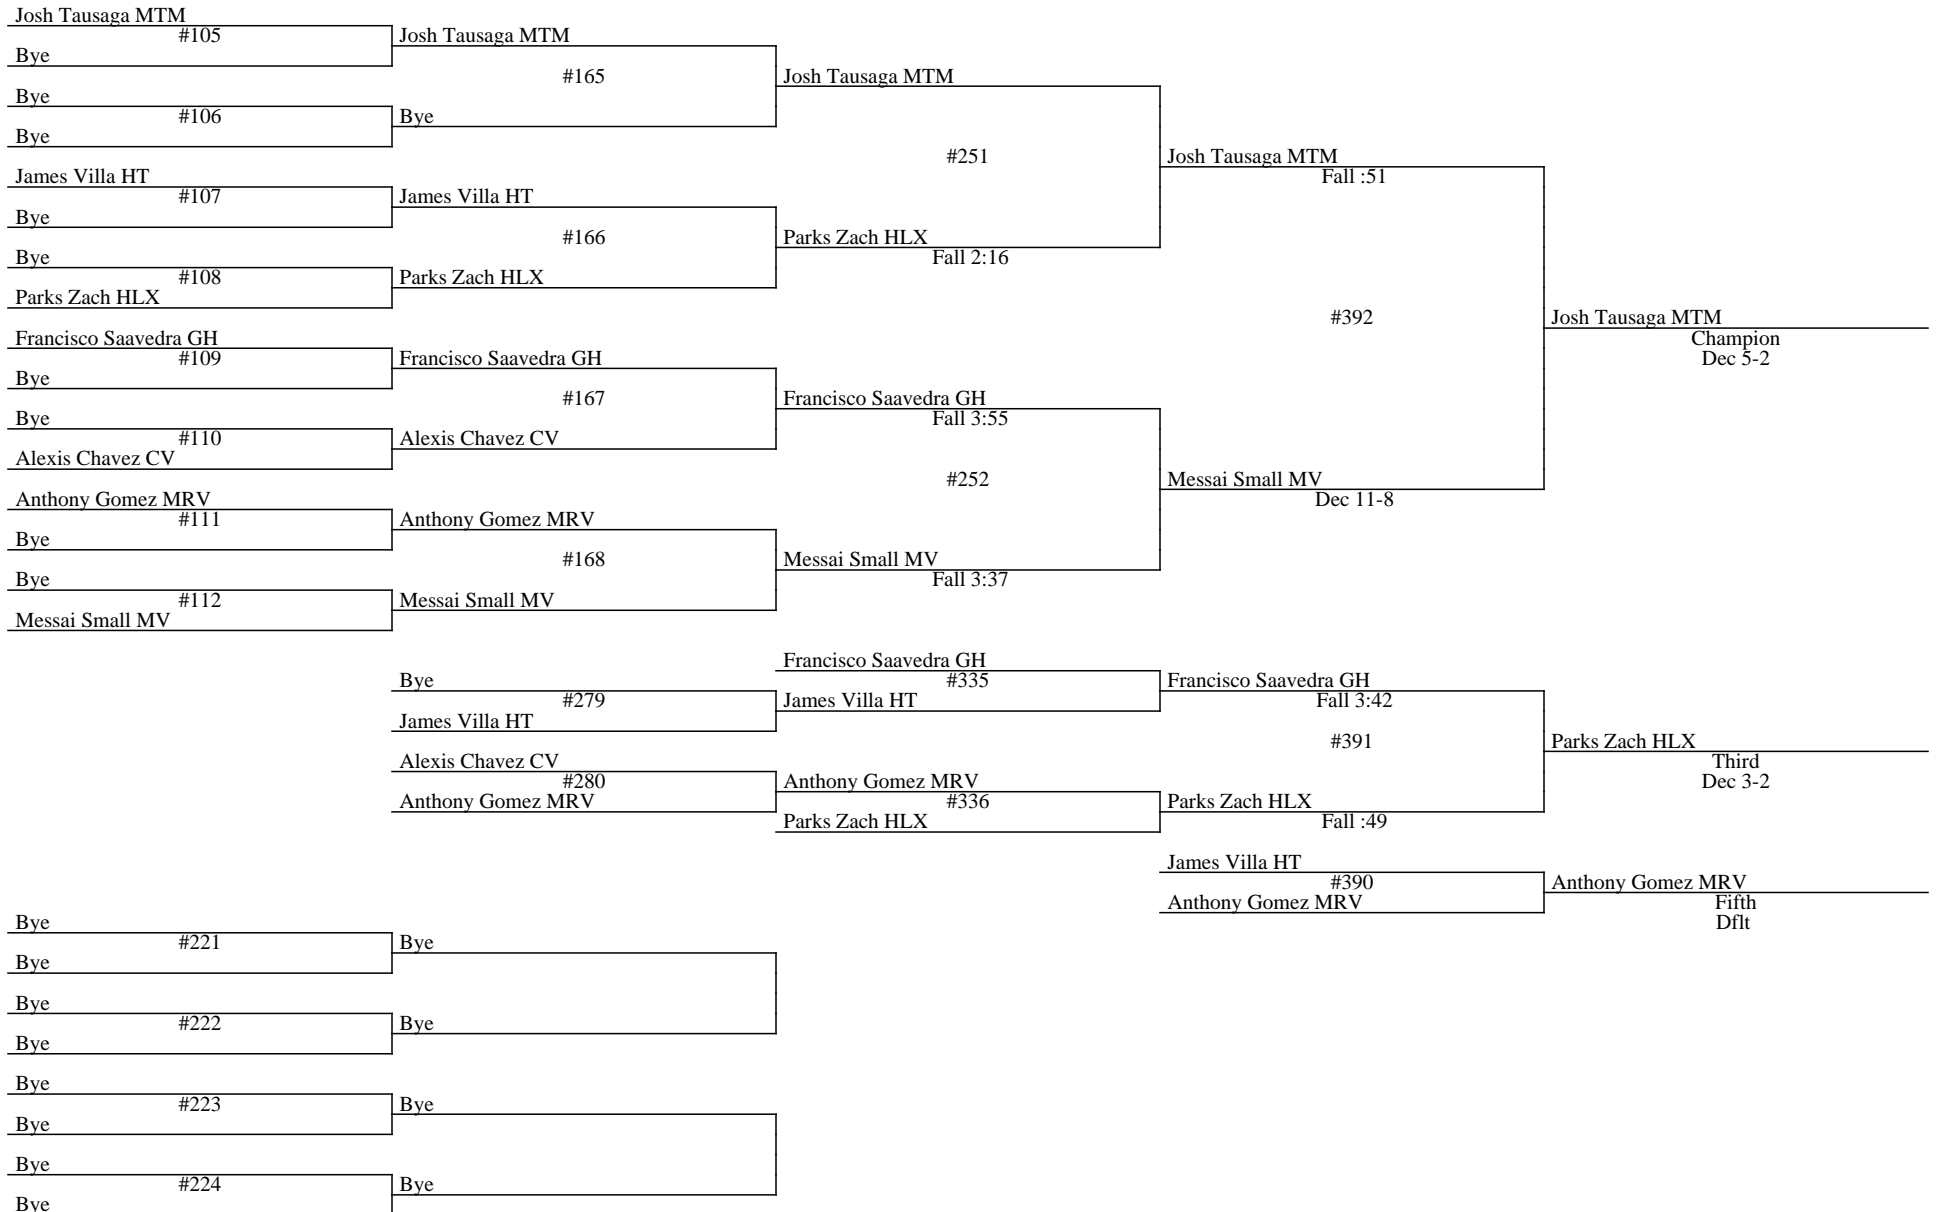 Josh Tausaga MTM
#105
Josh Tausaga MTM
Bye
#165
Josh Tausaga MTM
Bye
#106
Bye
Bye
#251
Josh Tausaga MTM
Fall :51
James Villa HT
#107
James Villa HT
Bye
#166
Parks Zach HLX
Fall 2:16
Bye
#108
Parks Zach HLX
Parks Zach HLX
#392
Josh Tausaga MTM
Champion
Dec 5-2
Francisco Saavedra GH
#109
Francisco Saavedra GH
Bye
#167
Francisco Saavedra GH
Fall 3:55
Bye
#110
Alexis Chavez CV
Alexis Chavez CV
#252
Messai Small MV
Dec 11-8
Anthony Gomez MRV
#111
Anthony Gomez MRV
Bye
#168
Messai Small MV
Fall 3:37
Bye
#112
Messai Small MV
Messai Small MV
Francisco Saavedra GH
#335
Francisco Saavedra GH
Fall 3:42
Bye
#279
James Villa HT
James Villa HT
#391
Parks Zach HLX
Third
Dec 3-2
Alexis Chavez CV
#280
Anthony Gomez MRV
Anthony Gomez MRV
#336
Parks Zach HLX
Fall :49
Parks Zach HLX
James Villa HT
#390
Anthony Gomez MRV
Anthony Gomez MRV
Fifth
Dflt
Bye
#221
Bye
Bye
Bye
#222
Bye
Bye
Bye
#223
Bye
Bye
Bye
#224
Bye
Bye